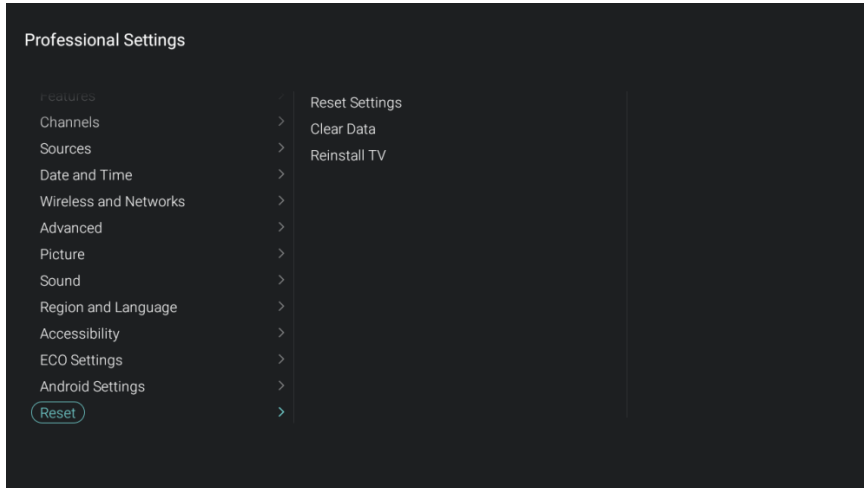 Professional Settings
Features
Channels
Sources
Date and Time
Wireless and Networks
Advanced
Picture
Sound
Region and Language
Accessibility
ECO Settings
Android Settings
Reset
Reset Settings
Clear Data
Reinstall TV